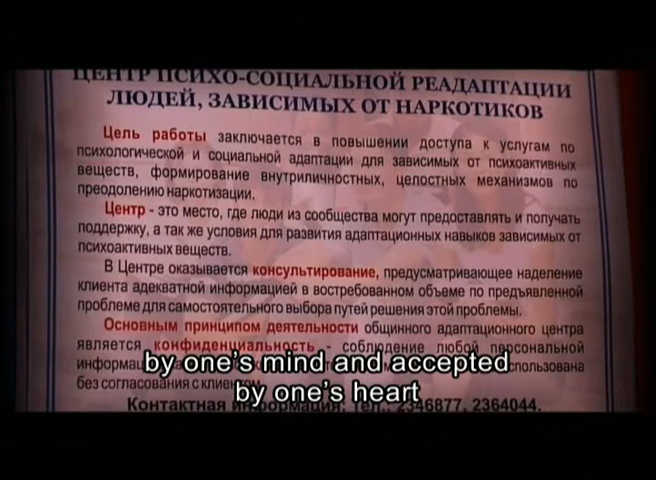 ЦЕНТР ПСИХО-СОЦИАЛЬНОЙ РЕАДАПТАЦИИ
ЛЮДЕЙ, ЗАВИСИМЫХ ОТ НАРКОТИКОВ
Цель работы заключается в повышении доступа к услугам по
психологической и социальной адаптации для зависимых от психоактивных
веществ, формирование внутриличностных, целостных механизмов по
преодолению наркотизации.
Центр - это место, где люди из сообщества могут предоставлять и получать
поддержку, а так же условия для развития адаптационных навыков зависимых от
психоактивных веществ.
В Центре оказывается консультирование, предусматривающее наделение
клиента адекватной информацией в востребованном объеме по предъявленной
проблеме для самостоятельного выбора путей решения этой проблемы.
Основным принципом деятельности общинного адаптационного центра
является конфиденциальность - соблюдение любой персональной
без согласования с
Контактная информация: тел.: 2346877, 2364044.
by one's mind and accepted
by one's heart